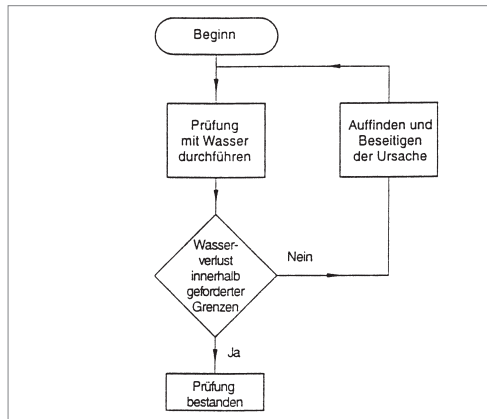 Beginn
Prüfung
mit Wasser
durchführen
Auffinden und
Beseitigen
der Ursache
Wasser-
verlust
innerhalb
geforderter
Grenzen
Nein
Ja
Prüfung
bestanden